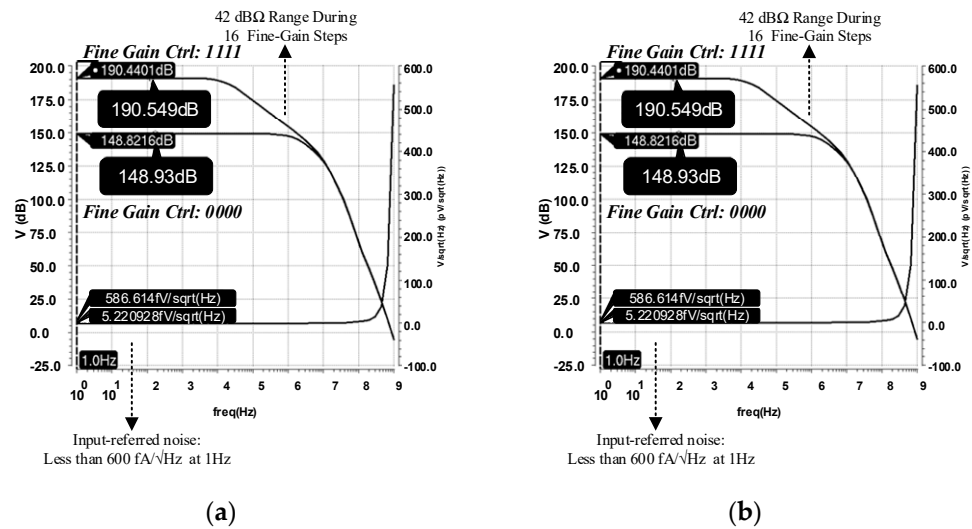 42 dBΩ Range During
16 Fine-Gain Steps
Fine Gain Ctrl: 1111
200.0
190.4401dB
600.0
175.0
190.549dB
500.0
150.0
148.8216dB
400.0
125.0
148.93dB
300.0
100.0
Fine Gain Ctrl: 0000
75.0
200.0
50.0
100.0
25.0
586.614fV/sqrt(Hz)
5.220928fV/sqrt(Hz)
0.0
0.0
1.0Hz
-25.0
-100.0
V (dB)
V/sqrt(Hz) (p V/sqrt(Hz)
10 0 10 1 2 3 4 5 6 7 8 9
freq(Hz)
Input-referred noise:
Less than 600 fA/√Hz at 1Hz
(a)
42 dBΩ Range During
16 Fine-Gain Steps
Fine Gain Ctrl: 1111
200.0
190.4401dB
600.0
175.0
190.549dB
500.0
150.0
148.8216dB
400.0
125.0
148.93dB
300.0
100.0
Fine Gain Ctrl: 0000
75.0
200.0
50.0
100.0
25.0
586.614fV/sqrt(Hz)
5.220928fV/sqrt(Hz)
0.0
0.0
1.0Hz
-25.0
-100.0
V (dB)
V/sqrt(Hz) (p V/sqrt(Hz)
10 0 10 1 2 3 4 5 6 7 8 9
freq(Hz)
Input-referred noise:
Less than 600 fA/√Hz at 1Hz
(b)